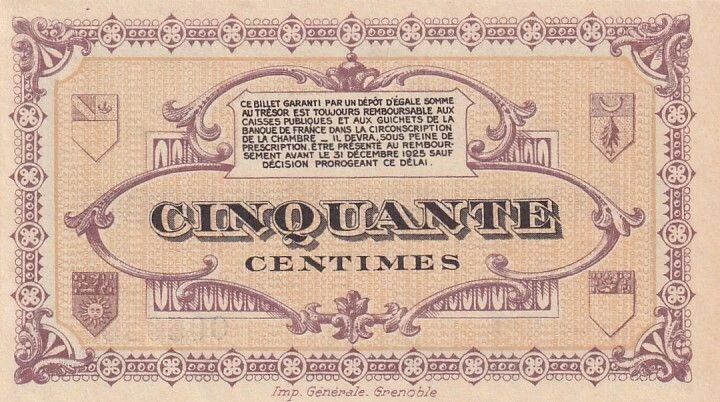 CE BILLET GARANTI PAR UN DÉPÔT D'ÉGALE SOMME
AU TRÉSOR EST TOUJOURS REMBOURSABLE AUX
CAISSES PUBLIQUES ET AUX GUICHETS DE LA
BANQUE DE FRANCE DANS LA CIRCONSCRIPTION
DE LA CHAMBRE _ IL DEVRA, SOUS PEINE DE
PRESCRIPTION, ÊTRE PRÉSENTÉ AU REMBOUR-
SEMENT AVANT LE 31 DÉCEMBRE 1925 SAUF
DÉCISION PROROGEANT CE DÉLAI.
CINQUANTE
CENTIMES
Imp. Générale. Grenoble